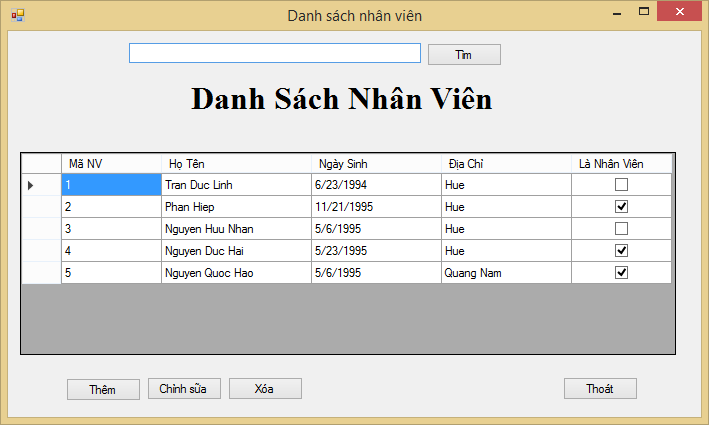 Danh sách nhân viên
Tìm
Danh Sách Nhân Viên
Mã NV Họ Tên Ngày Sinh Địa Chỉ Là Nhân Viên
1 Tran Duc Linh 6/23/1994 Hue
2 Phan Hiep 11/21/1995 Hue
3 Nguyen Huu Nhan 5/6/1995 Hue
4 Nguyen Duc Hai 5/23/1995 Hue
5 Nguyen Quoc Hao 5/6/1995 Quang Nam
Thêm Chỉnh sữa Xóa Thoát